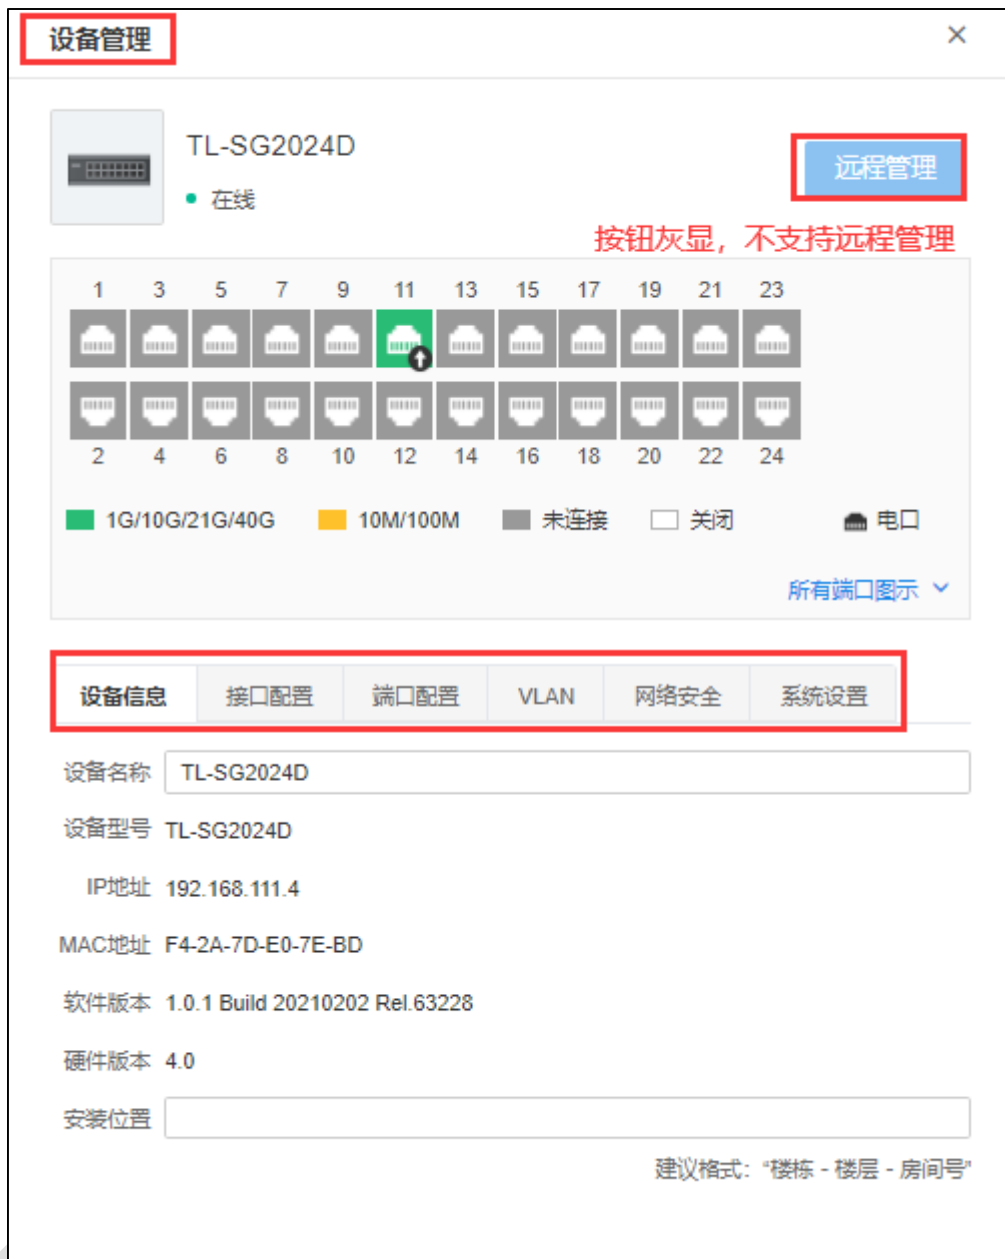 设备管理
TL-SG2024D
在线
远程管理
按钮灰显，不支持远程管理
1 3 5 7 9 11 13 15 17 19 21 23
2 4 6 8 10 12 14 16 18 20 22 24
1G/10G/21G/40G 10M/100M 未连接 关闭 电口
所有端口图示
设备信息 接口配置 端口配置 VLAN 网络安全 系统设置
设备名称 TL-SG2024D
设备型号 TL-SG2024D
IP地址 192.168.111.4
MAC地址 F4-2A-7D-E0-7E-BD
软件版本 1.0.1 Build 20210202 Rel.63228
硬件版本 4.0
安装位置
建议格式：“楼栋 - 楼层 - 房间号”